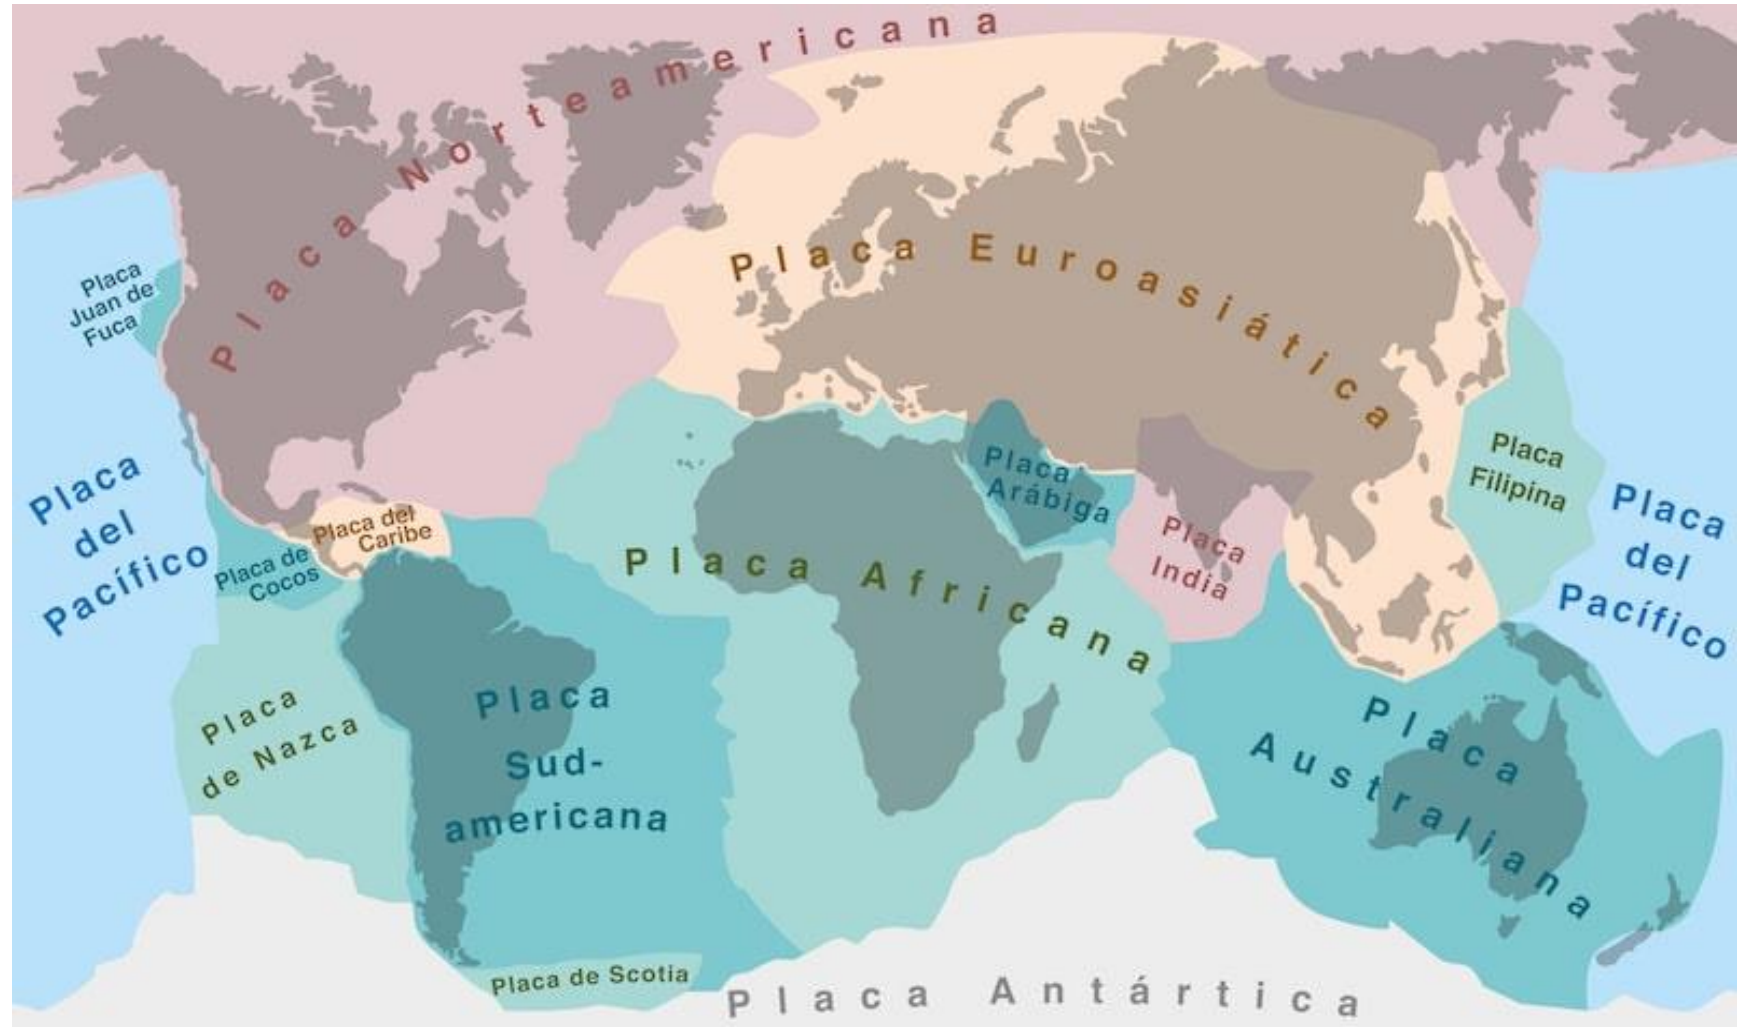 Placa Norteamericana
Placa Euroasiática
Placa
Juan de
Fuca
Placa
del
Pacífico
Placa del
Caribe
Placa de
Cocos
Placa
Arábiga
Placa
India
Placa
Filipina
Placa
del
Pacífico
Placa Africana
Placa
de Nazca
Placa
Sud-
americana
Placa
Australiana
Placa de Scotia
Placa Antártica